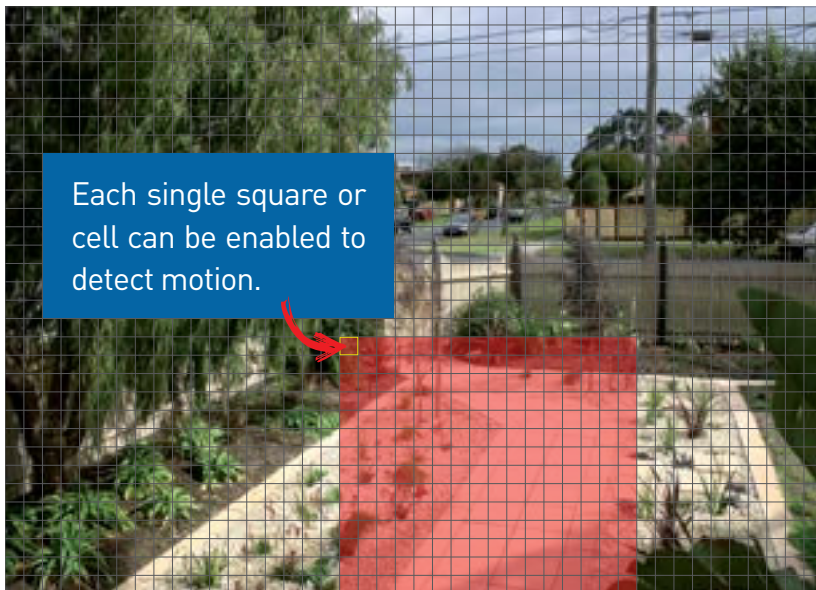 Each single square or
cell can be enabled to
detect motion.